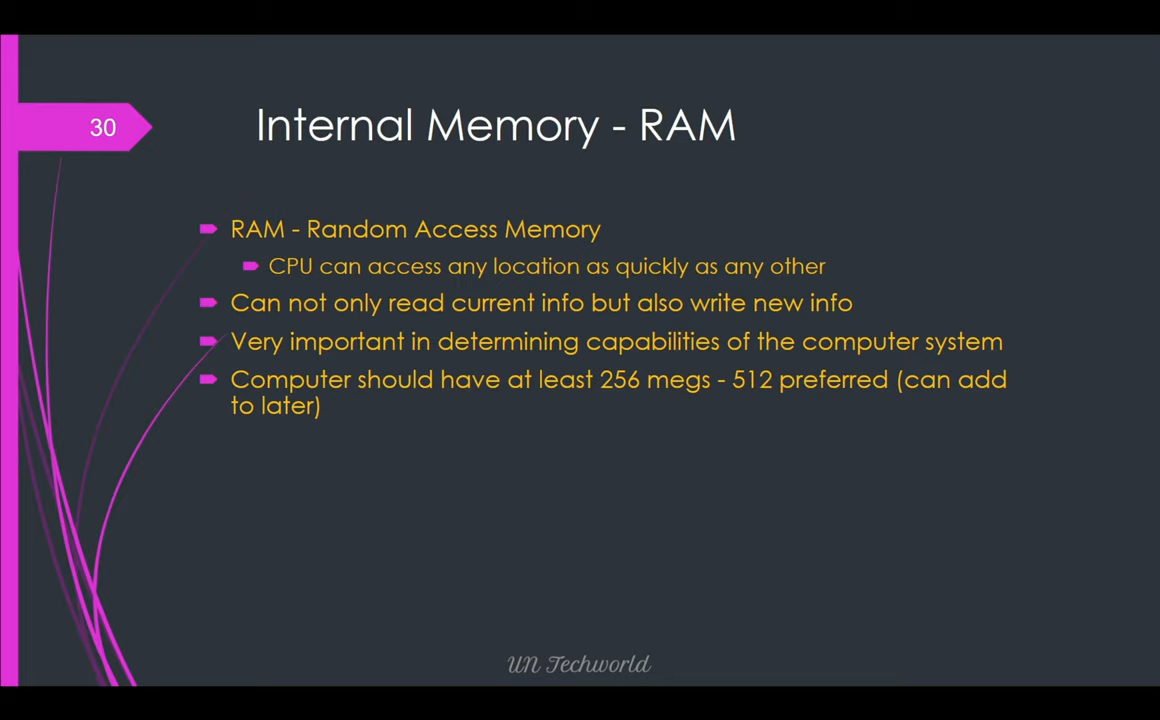 30
Internal Memory - RAM
RAM - Random Access Memory
CPU can access any location as quickly as any other
Can not only read current info but also write new info
Very important in determining capabilities of the computer system
Computer should have at least 256 megs - 512 preferred (can add
to later)
UN Techworld